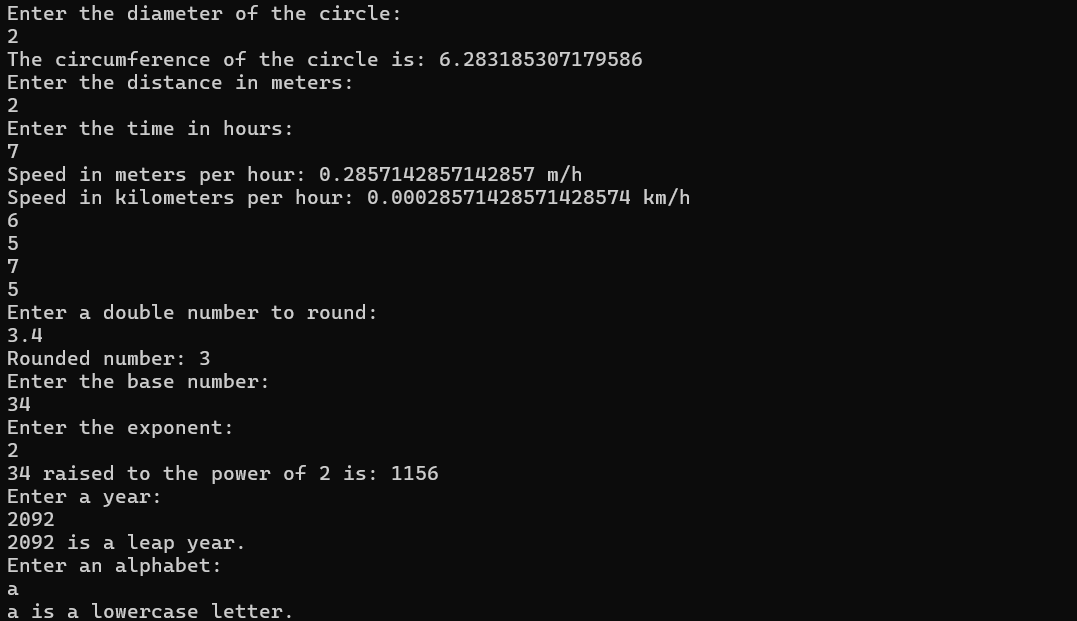 Enter the diameter of the circle:
2
The circumference of the circle is: 6.283185307179586
Enter the distance in meters:
2
Enter the time in hours:
7
Speed in meters per hour: 0.2857142857142857 m/h
Speed in kilometers per hour: 0.00028571428571428574 km/h
6
5
7
5
Enter a double number to round:
3.4
Rounded number: 3
Enter the base number:
34
Enter the exponent:
2
34 raised to the power of 2 is: 1156
Enter a year:
2092
2092 is a leap year.
Enter an alphabet:
a
a is a lowercase letter.